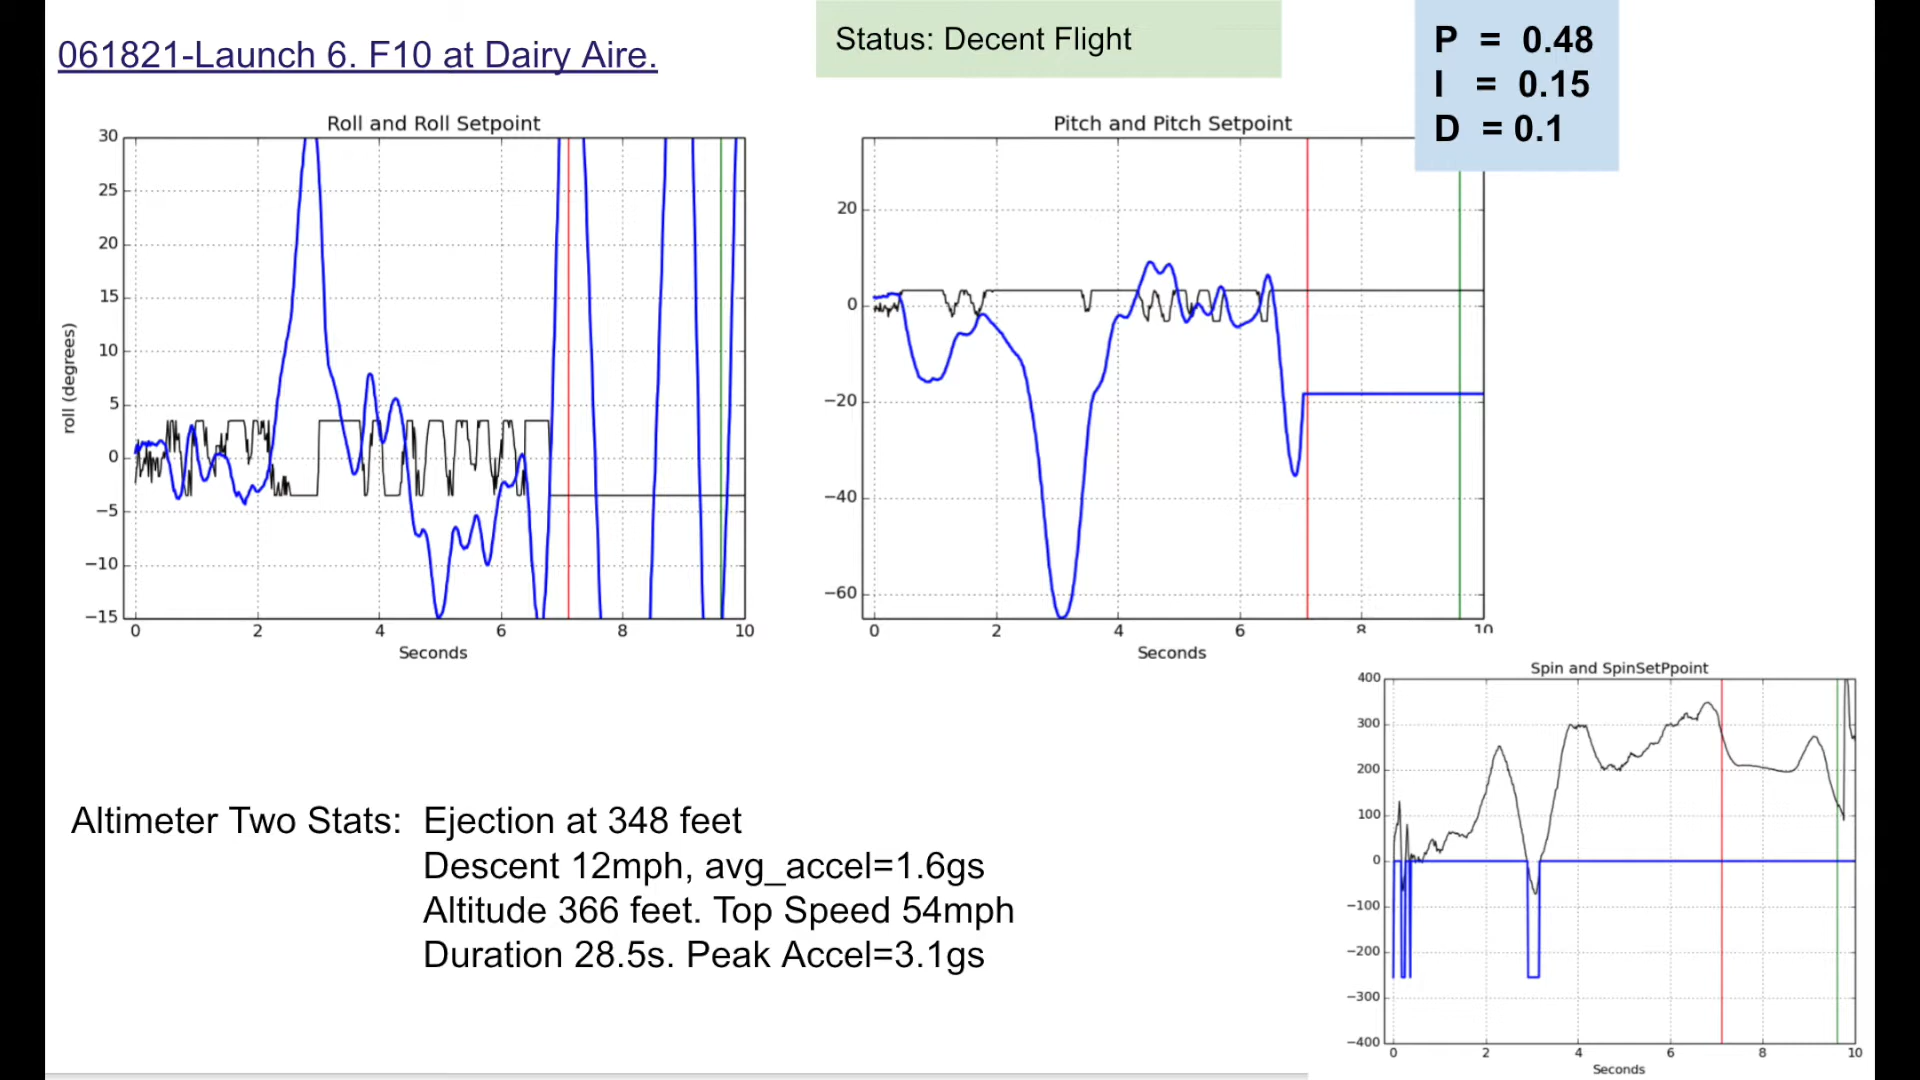 061821-Launch 6. F10 at Dairy Aire.
Status: Decent Flight
P = 0.48
I = 0.15
D = 0.1
Roll and Roll Setpoint
30
25
20
15
10
5
0
−5
−10
−15
roll (degrees)
0 2 4 6 8 10
Seconds
Pitch and Pitch Setpoint
20
0
−20
−40
−60
0 2 4 6 8 10
Seconds
Spin and SpinSetPpoint
400
300
200
100
0
−100
−200
−300
−400
0 2 4 6 8 10
Seconds
Altimeter Two Stats: Ejection at 348 feet
Descent 12mph, avg_accel=1.6gs
Altitude 366 feet. Top Speed 54mph
Duration 28.5s. Peak Accel=3.1gs